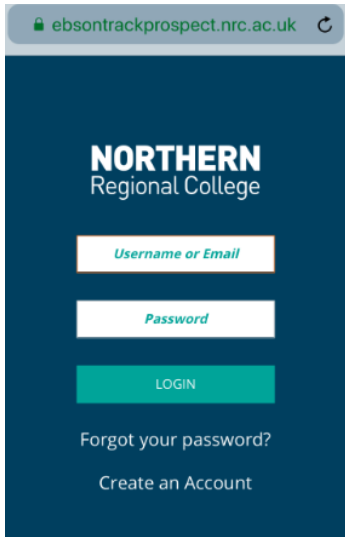 ebsontrackprospect.nrc.ac.uk
NORTHERN
Regional College
Username or Email
Password
LOGIN
Forgot your password?
Create an Account